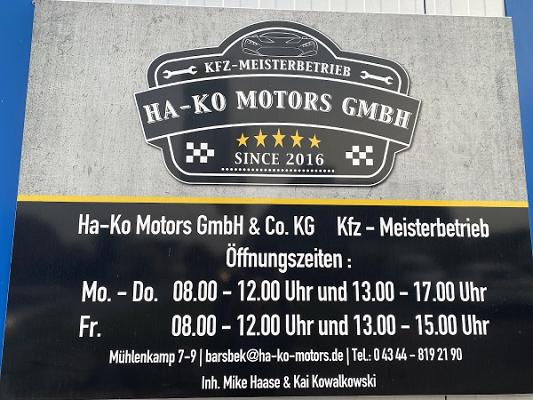 KFZ-MEISTERBETRIEB
HA-KO MOTORS GMBH
SINCE 2016
Ha-Ko Motors GmbH & Co. KG Kfz - Meisterbetrieb
Öffnungszeiten :
Mo. - Do. 08.00 - 12.00 Uhr und 13.00 - 17.00 Uhr
Fr. 08.00 - 12.00 Uhr und 13.00 - 15.00 Uhr
Mühlenkamp 7-9 | barsbek@ha-ko-motors.de | Tel.: 0 43 44 - 819 21 90
Inh. Mike Haase & Kai Kowalkowski